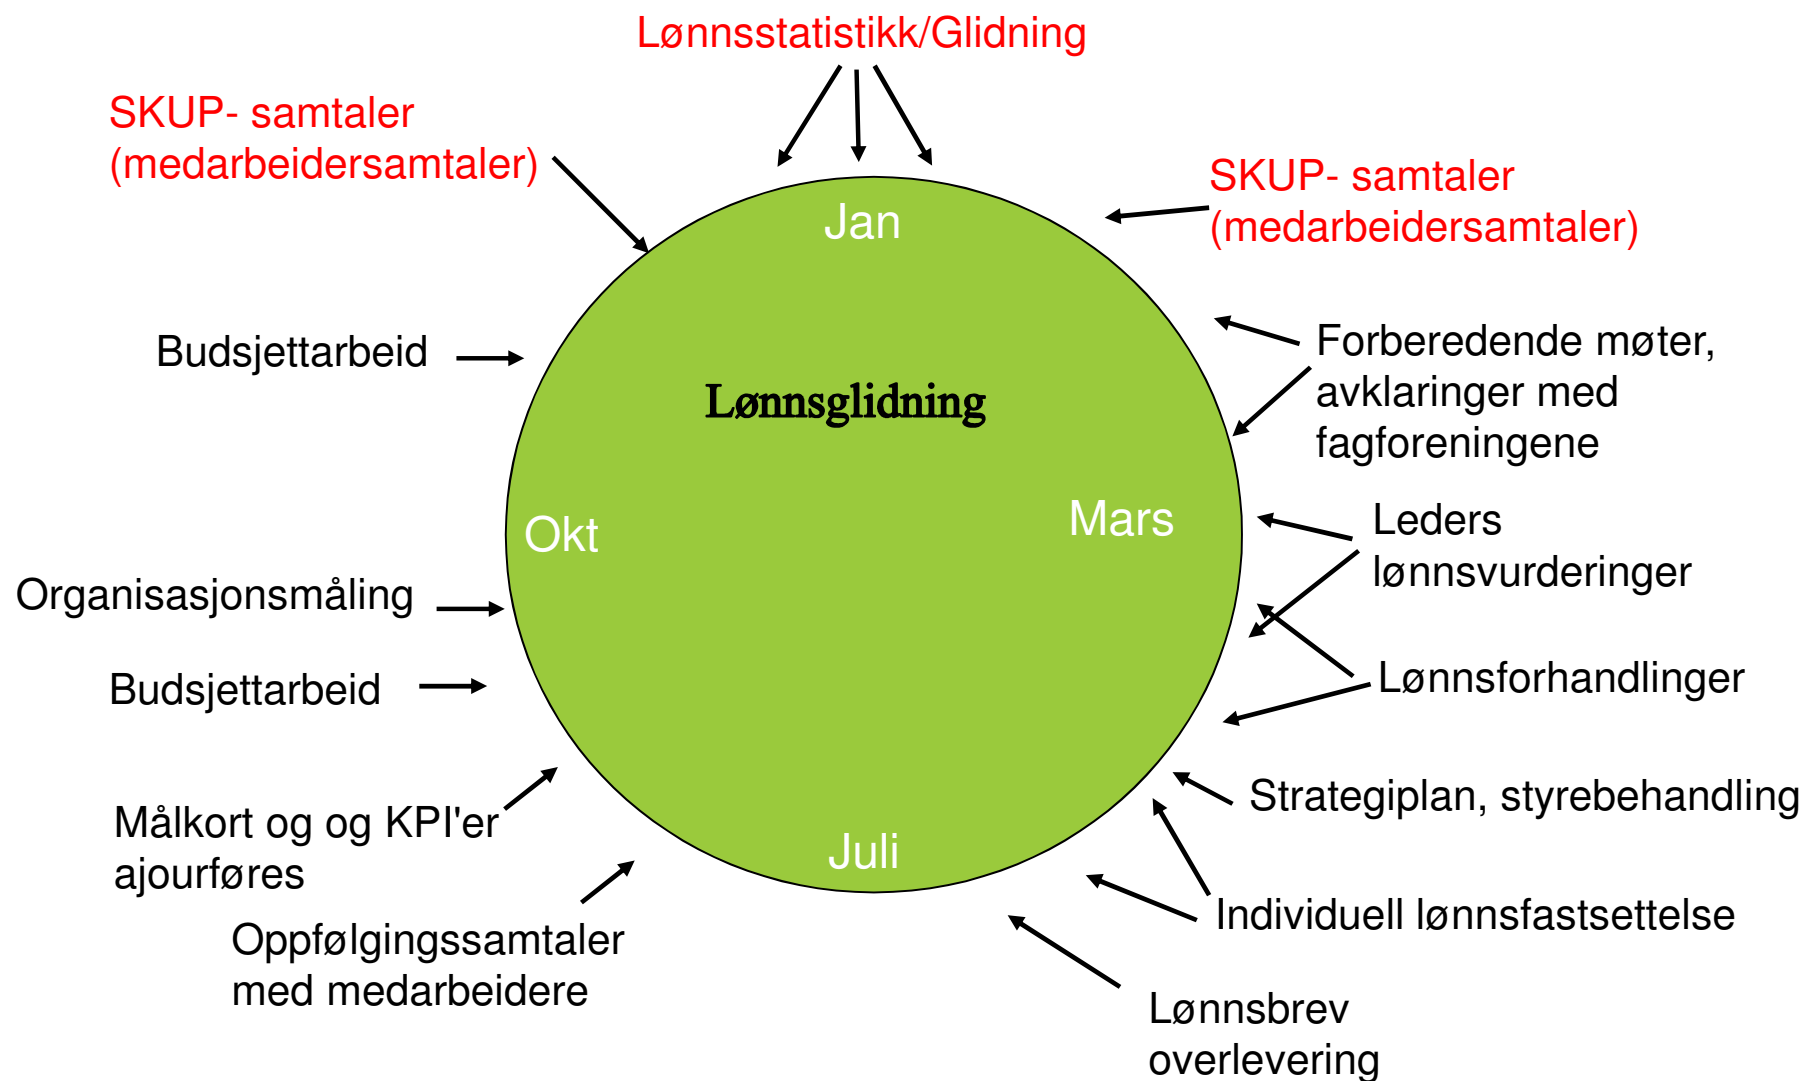 Lønnsstatistikk/Glidning
SKUP- samtaler
(medarbeidersamtaler)
SKUP- samtaler
(medarbeidersamtaler)
Jan
Budsjettarbeid
Forberedende møter,
avklaringer med
fagforeningene
Lønnsglidning
Okt
Mars
Leders
lønnsvurderinger
Organisasjonsmåling
Budsjettarbeid
Lønnsforhandlinger
Strategiplan, styrebehandling
Målkort og og KPI'er
ajourføres
Juli
Individuell lønnsfastsettelse
Oppfølgingssamtaler
med medarbeidere
Lønnsbrev
overlevering